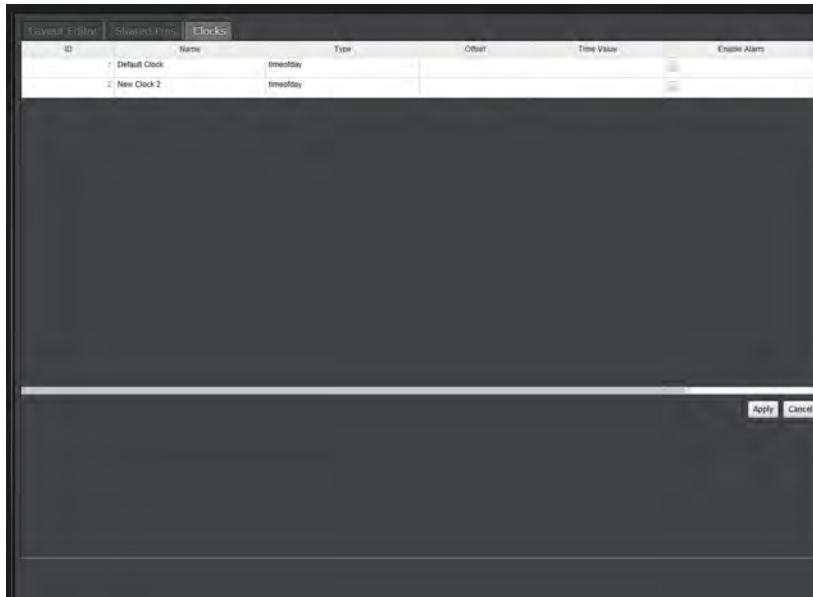 Layout Editor Shared Pins Clocks
ID Name Type Offset Time Value Enable Alarm
1 Default Clock timeofday
2 New Clock 2 timeofday
Apply Cancel